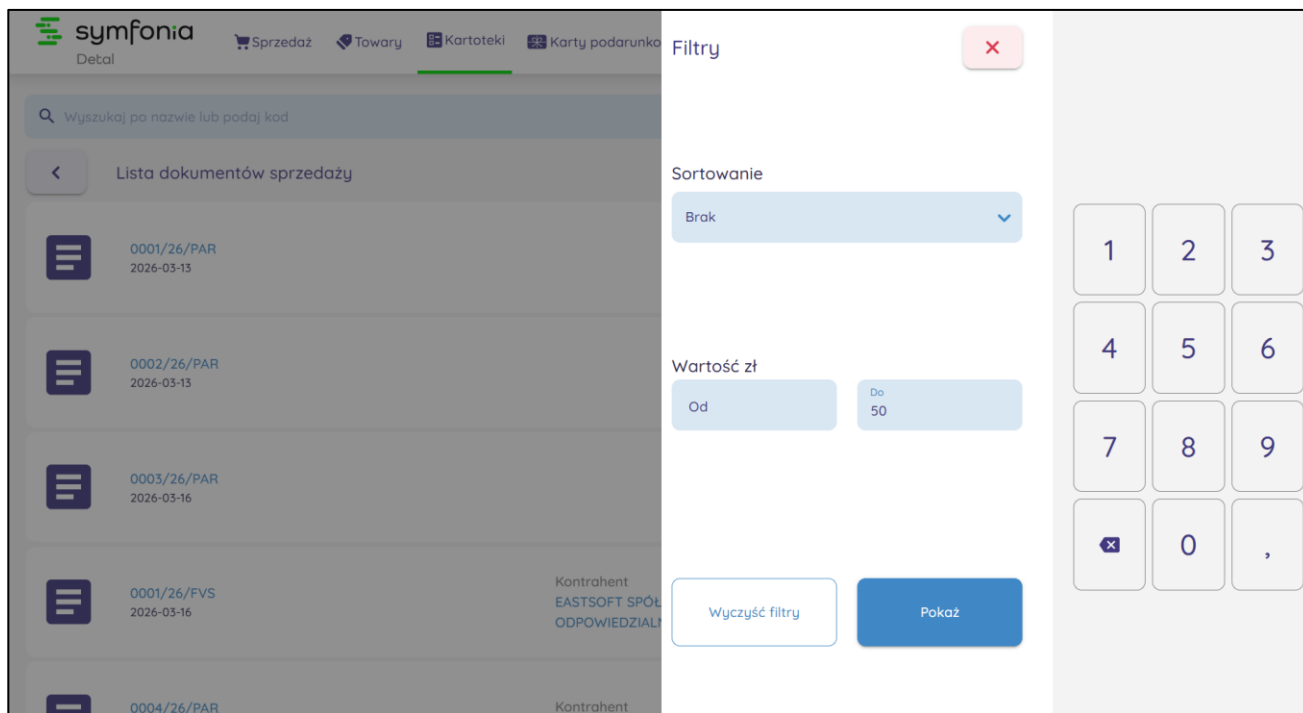 symfonia
Detal
Sprzedaż
Towary
Kartoteki
Karty podarunko
Wyszukaj po nazwie lub podaj kod
Lista dokumentów sprzedaży
0001/26/PAR
2026-03-13
0002/26/PAR
2026-03-13
0003/26/PAR
2026-03-16
0001/26/FVS
2026-03-16
Kontrahent
EASTSOFT SPÓŁ
ODPOWIEDZIALN
0004/26/PAR
Kontrahent
Filtry
Sortowanie
Brak
Wartość zł
Od
Do
50
Wyczyść filtry
Pokaż
1 2 3
4 5 6
7 8 9
0 ,